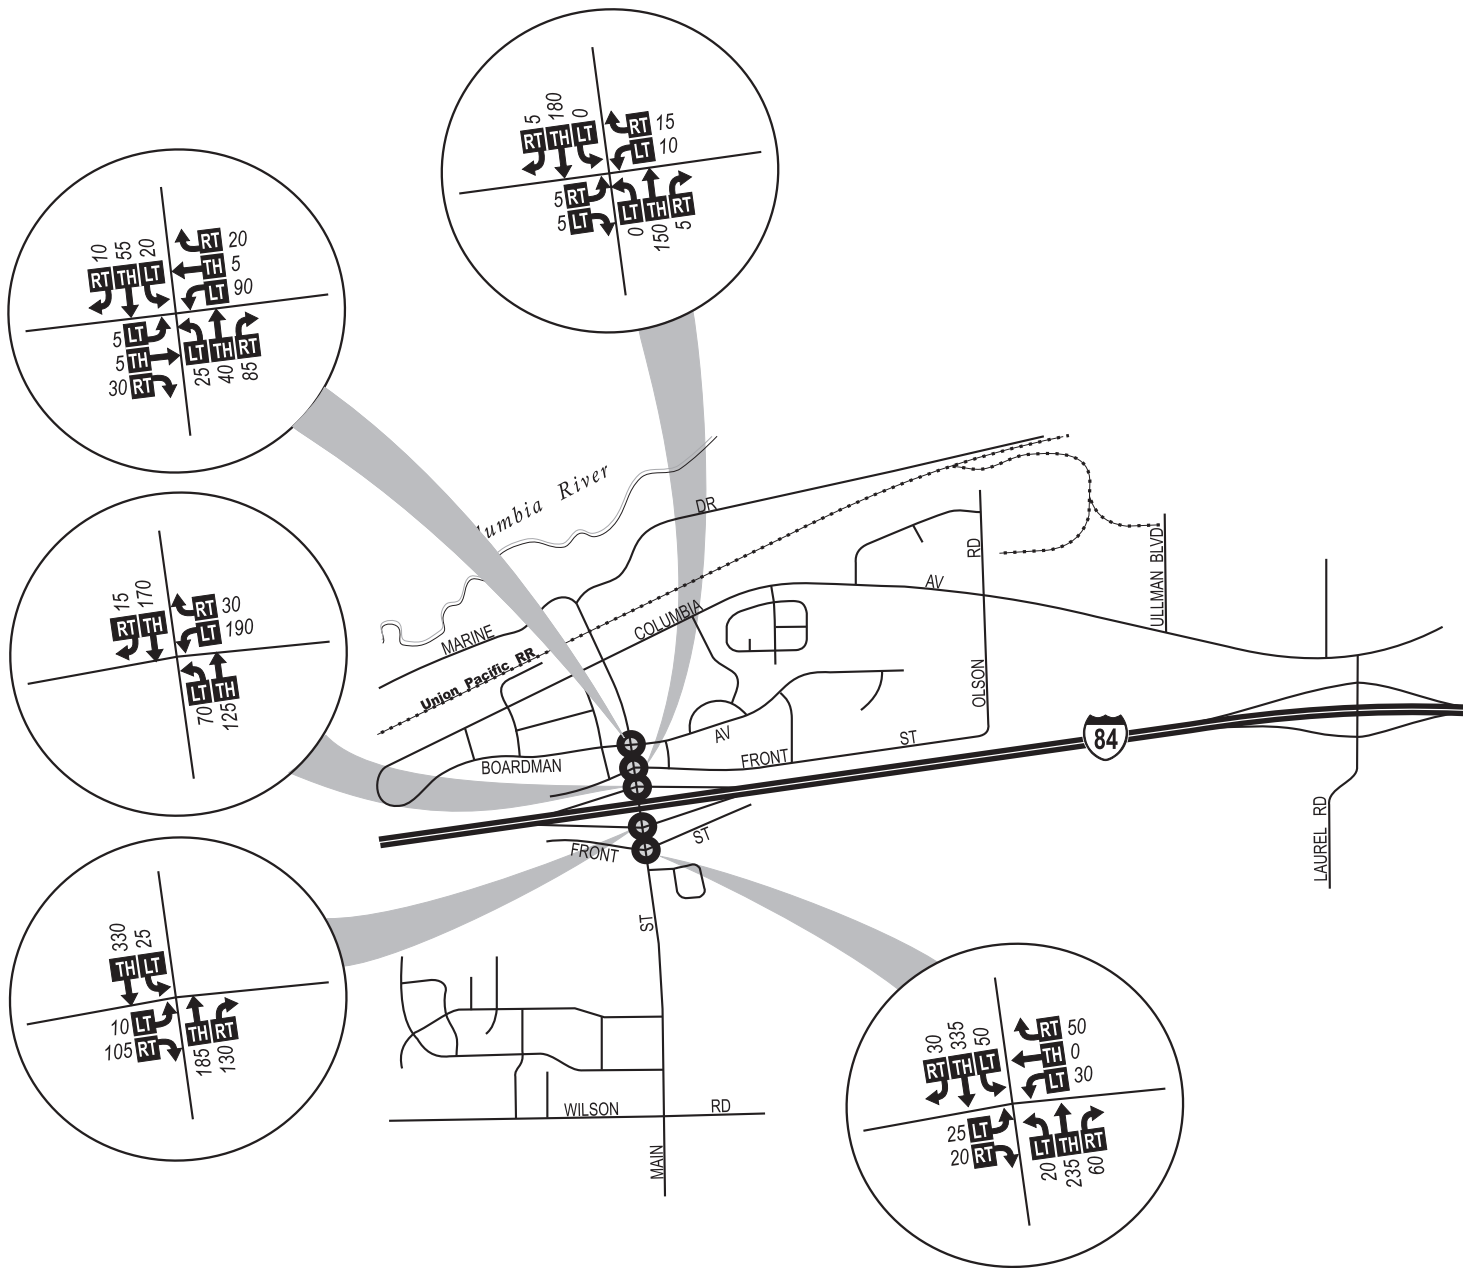 5 180 0
RT TH LT
RT 15
LT 10
5 RT
5 LT
LT TH RT
0 150 5
10 55 20
RT TH LT
RT 20
TH 5
LT 90
5 LT
5 TH
30 RT
LT TH RT
25 40 85
15 170
RT TH
RT 30
LT 190
LT TH
70 125
330 25
TH LT
10 LT
105 RT
TH RT
185 130
30 335 50
RT TH LT
RT 50
TH 0
LT 30
25 LT
20 RT
LT TH RT
20 235 60
lumbia River
DR
MARINE
Union Pacific RR
COLUMBIA
AV
RD
OLSON
ULLMAN BLVD
BOARDMAN
AV
FRONT
ST
84
FRONT
ST
LAUREL RD
ST
WILSON
RD
MAIN